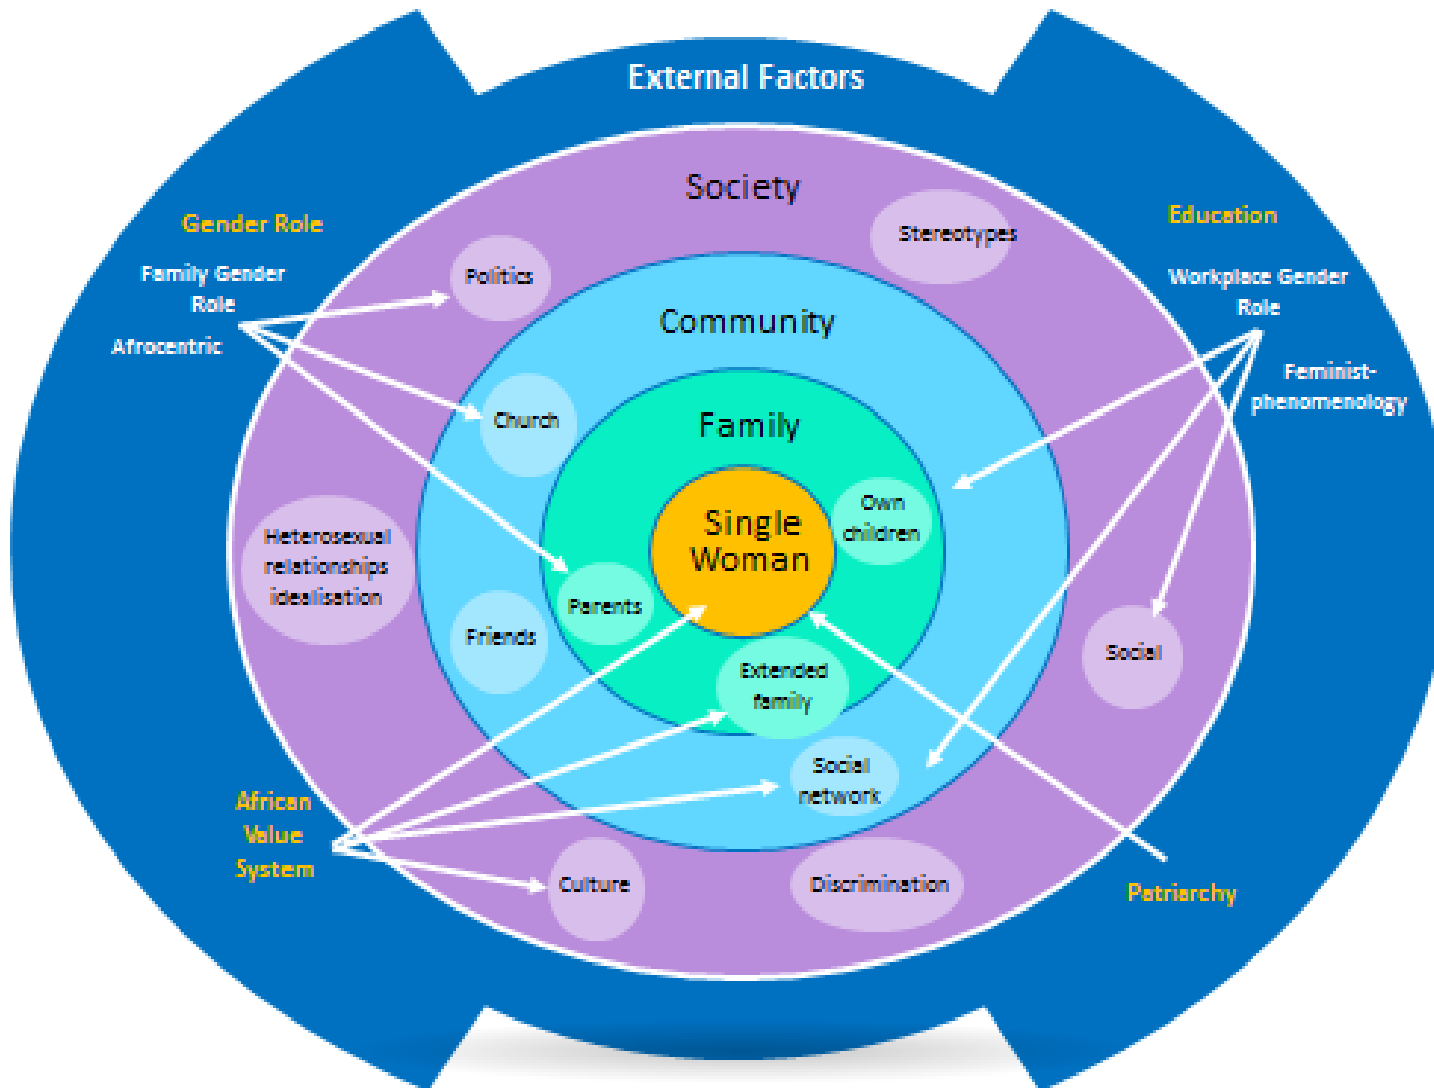 External Factors
Society
Gender Role
Education
Stereotypes
Family Gender
Role
Politics
Workplace Gender
Role
Community
Afrocentric
Feminist-
phenomenology
Church
Family
Own
children
Single
Woman
Heterosexual
relationships
idealisation
Parents
Friends
Social
Extended
family
Social
network
African
Value
System
Culture
Discrimination
Patriarchy